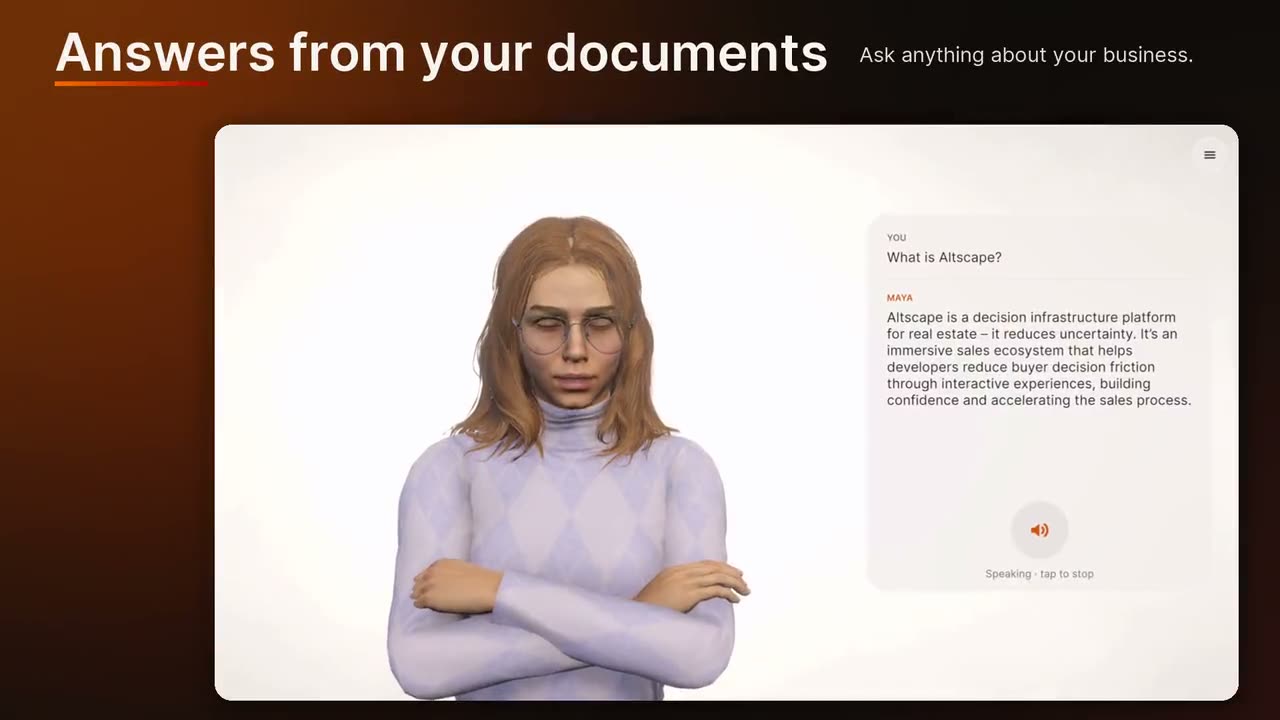 Answers from your documents
Ask anything about your business.
YOU
What is Altscape?
MAYA
Altscape is a decision infrastructure platform
for real estate – it reduces uncertainty. It’s an
immersive sales ecosystem that helps
developers reduce buyer decision friction
through interactive experiences, building
confidence and accelerating the sales process.
Speaking · tap to stop